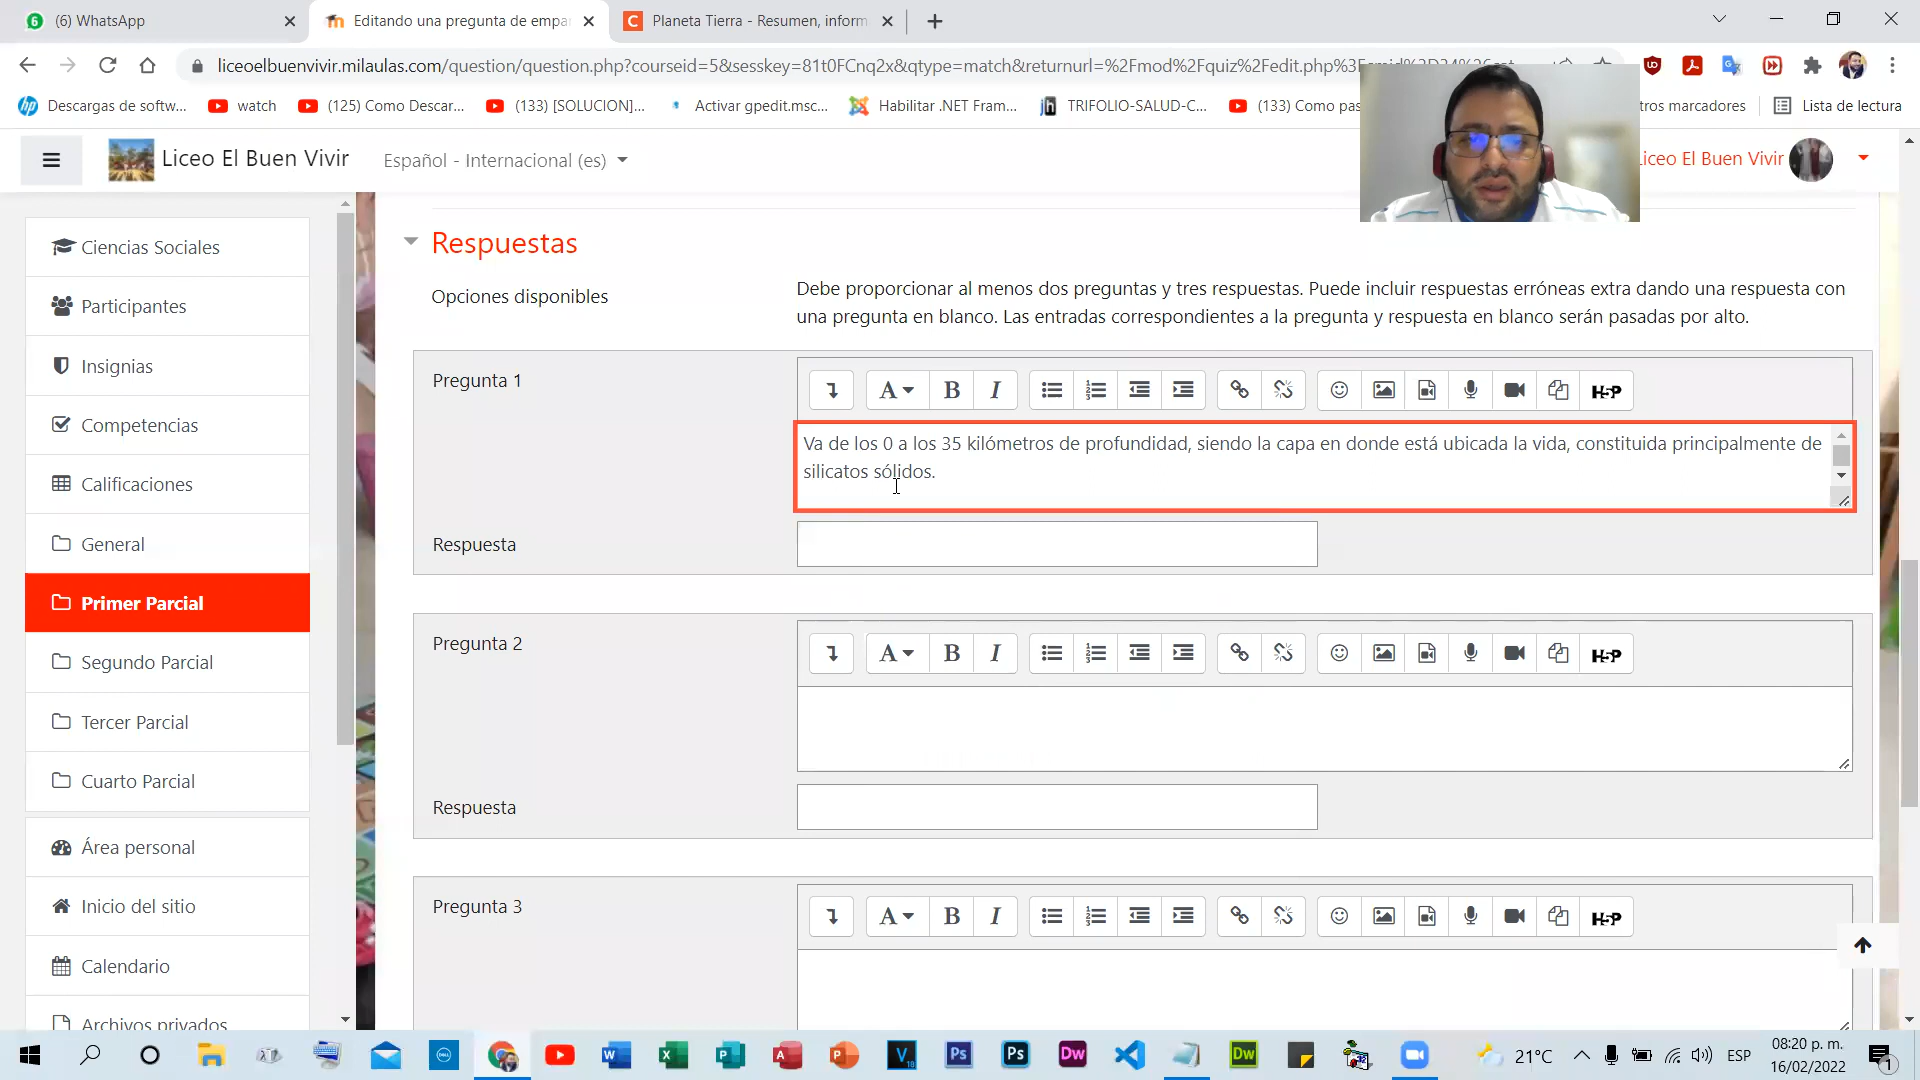 (6) WhatsApp
Editando una pregunta de empa
Planeta Tierra - Resumen, inform
liceoelbuenvivir.milaulas.com/question/question.php?courseid=5&sesskey=81t0FCnq2x&qtype=match&returnurl=%2Fmod%2Fquiz%2Fedit.php%3F
Descargas de softw...
watch
(125) Como Descar...
(133) [SOLUCION]...
Activar gpedit.msc...
Habilitar .NET Fram...
TRIFOLIO-SALUD-C...
(133) Como pas
tros marcadores
Lista de lectura
Liceo El Buen Vivir
Español - Internacional (es)
Liceo El Buen Vivir
Ciencias Sociales
Participantes
Insignias
Competencias
Calificaciones
General
Primer Parcial
Segundo Parcial
Tercer Parcial
Cuarto Parcial
Área personal
Inicio del sitio
Calendario
Archivos privados
Respuestas
Opciones disponibles
Debe proporcionar al menos dos preguntas y tres respuestas. Puede incluir respuestas erróneas extra dando una respuesta con
una pregunta en blanco. Las entradas correspondientes a la pregunta y respuesta en blanco serán pasadas por alto.
Pregunta 1
A B I H5P
Va de los 0 a los 35 kilómetros de profundidad, siendo la capa en donde está ubicada la vida, constituida principalmente de
silicatos sólidos.
Respuesta
Pregunta 2
A B I H5P
Respuesta
Pregunta 3
A B I H5P
21°C
ESP
08:20 p. m.
16/02/2022
1